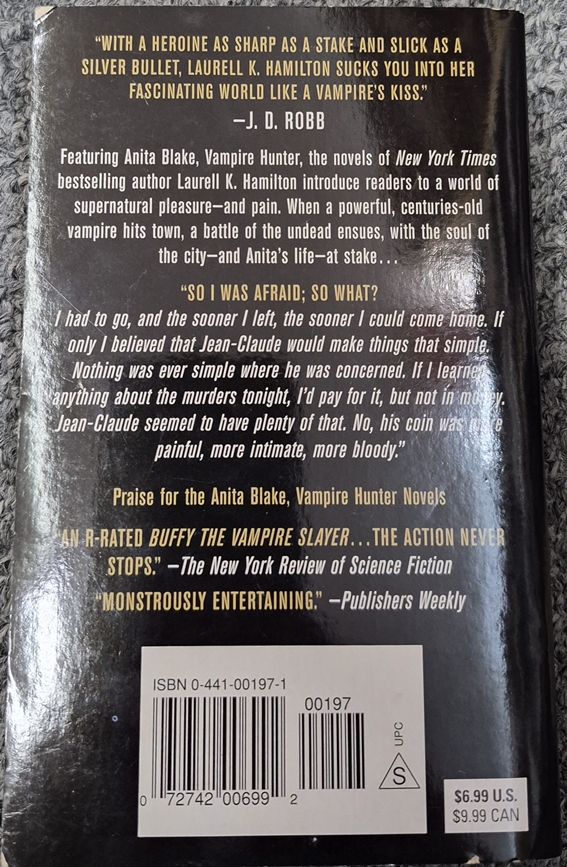 “WITH A HEROINE AS SHARP AS A STAKE AND SLICK AS A
SILVER BULLET, LAURELL K. HAMILTON SUCKS YOU INTO HER
FASCINATING WORLD LIKE A VAMPIRE'S KISS.”
—J. D. ROBB
Featuring Anita Blake, Vampire Hunter, the novels of New York Times
bestselling author Laurell K. Hamilton introduce readers to a world of
supernatural pleasure—and pain. When a powerful, centuries-old
vampire hits town, a battle of the undead ensues, with the soul of
the city—and Anita's life—at stake...
“SO I WAS AFRAID; SO WHAT?
I had to go, and the sooner I left, the sooner I could come home. If
only I believed that Jean-Claude would make things that simple.
Nothing was ever simple where he was concerned. If I learned
anything about the murders tonight, I'd pay for it, but not in money.
Jean-Claude seemed to have plenty of that. No, his coin was more
painful, more intimate, more bloody.”
Praise for the Anita Blake, Vampire Hunter Novels
“AN R-RATED BUFFY THE VAMPIRE SLAYER...THE ACTION NEVER
STOPS.” —The New York Review of Science Fiction
“MONSTROUSLY ENTERTAINING.” —Publishers Weekly
ISBN 0-441-00197-1
00197
0 72742 00699 2
UPC
S
$6.99 U.S.
$9.99 CAN